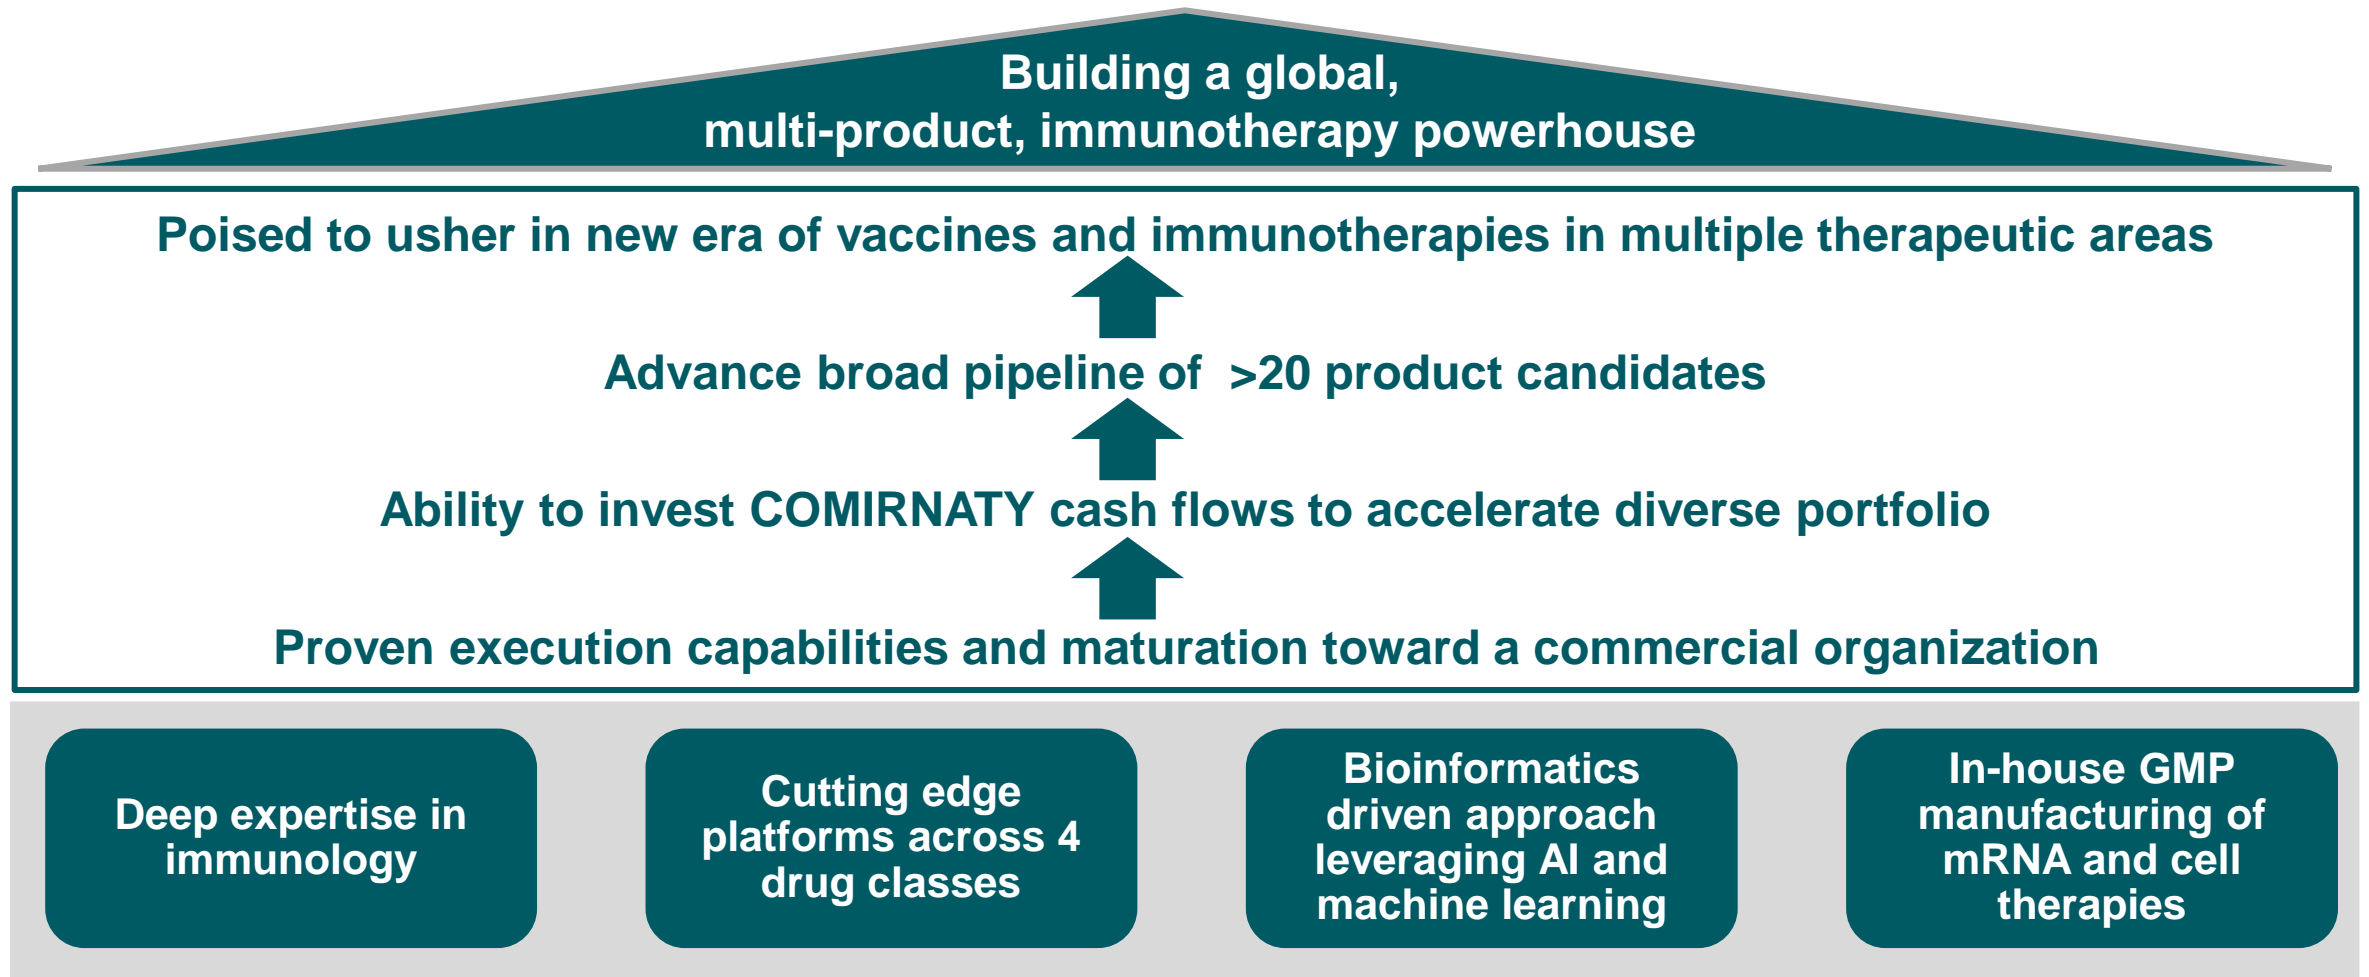 Building a global,
multi-product, immunotherapy powerhouse
Poised to usher in new era of vaccines and immunotherapies in multiple therapeutic areas
Advance broad pipeline of  >20 product candidates
Ability to invest COMIRNATY cash flows to accelerate diverse portfolio
Proven execution capabilities and maturation toward a commercial organization
Deep expertise in
immunology
Cutting edge
platforms across 4
drug classes
Bioinformatics
driven approach
leveraging AI and
machine learning
In-house GMP
manufacturing of
mRNA and cell
therapies